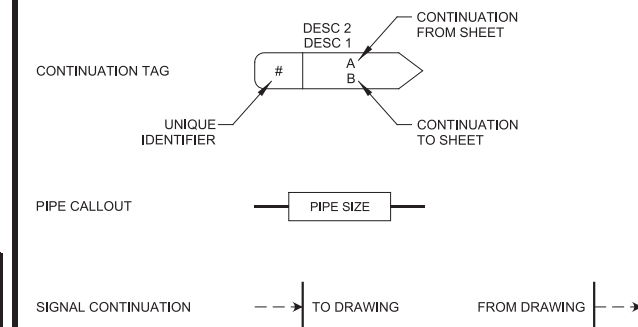 DESC 2
DESC 1
CONTINUATION
FROM SHEET
CONTINUATION TAG
#
A
B
UNIQUE
IDENTIFIER
CONTINUATION
TO SHEET
PIPE CALLOUT
PIPE SIZE
SIGNAL CONTINUATION
TO DRAWING
FROM DRAWING